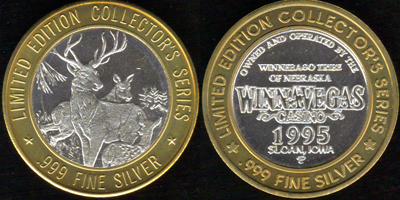 LIMITED EDITION COLLECTOR'S SERIES
.999 FINE SILVER
LIMITED EDITION COLLECTOR'S SERIES
OWNED AND OPERATED BY THE
WINNEBAGO TRIBE
OF NEBRASKA
WINNAVEGAS
CASINO
1995
SLOAN, IOWA
.999 FINE SILVER